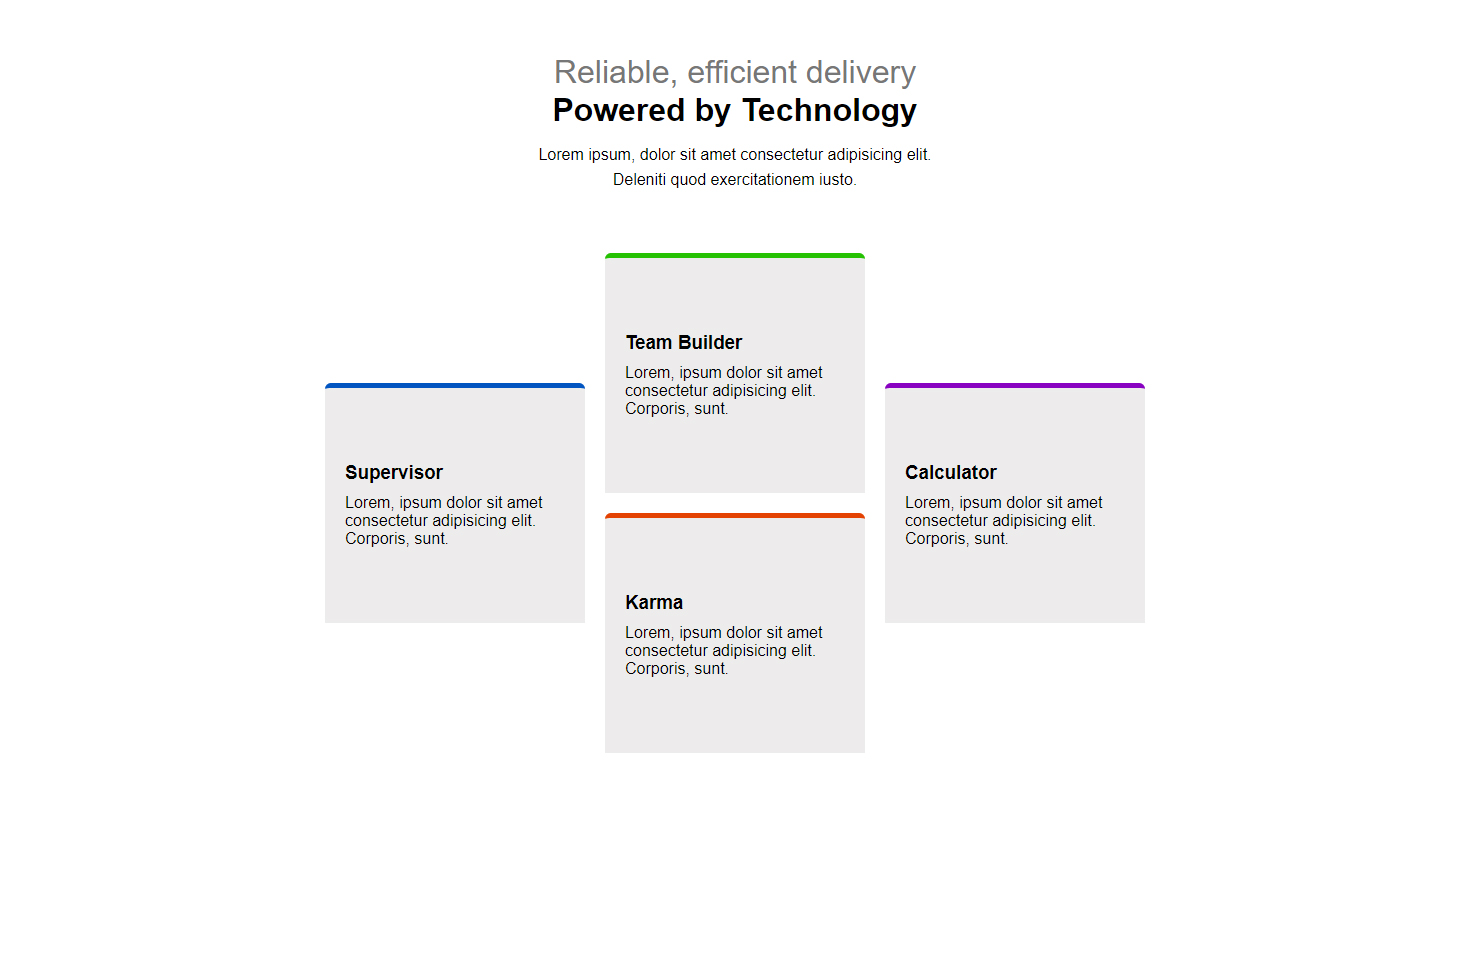 Reliable, efficient delivery
Powered by Technology
Lorem ipsum, dolor sit amet consectetur adipisicing elit.
Deleniti quod exercitationem iusto.
Team Builder
Lorem, ipsum dolor sit amet
consectetur adipisicing elit.
Corporis, sunt.
Supervisor
Lorem, ipsum dolor sit amet
consectetur adipisicing elit.
Corporis, sunt.
Calculator
Lorem, ipsum dolor sit amet
consectetur adipisicing elit.
Corporis, sunt.
Karma
Lorem, ipsum dolor sit amet
consectetur adipisicing elit.
Corporis, sunt.